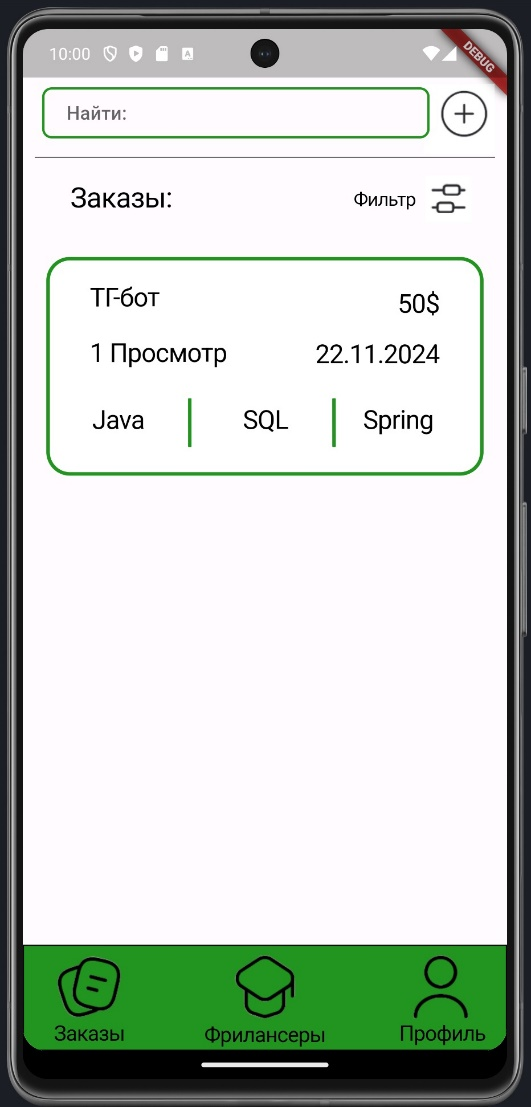 10:00
DEBUG
Найти:
Заказы:
Фильтр
ТГ-бот
50$
1 Просмотр
22.11.2024
Java
SQL
Spring
Заказы
Фрилансеры
Профиль